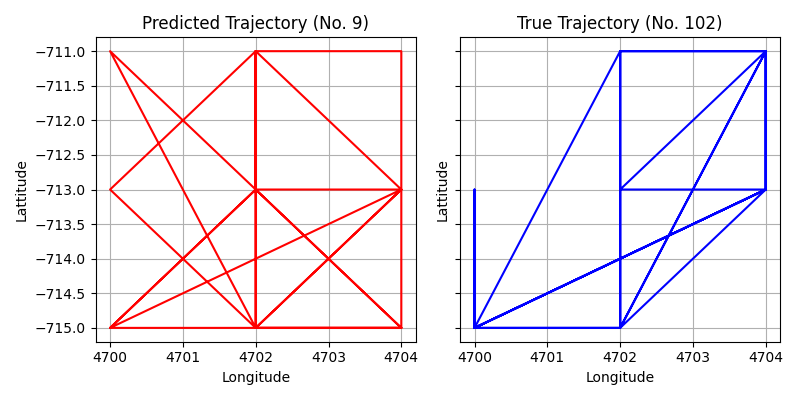 Predicted Trajectory (No. 9)
True Trajectory (No. 102)
−711.0
−711.5
−712.0
−712.5
−713.0
−713.5
−714.0
−714.5
−715.0
Lattitude
Lattitude
4700 4701 4702 4703 4704
4700 4701 4702 4703 4704
Longitude
Longitude